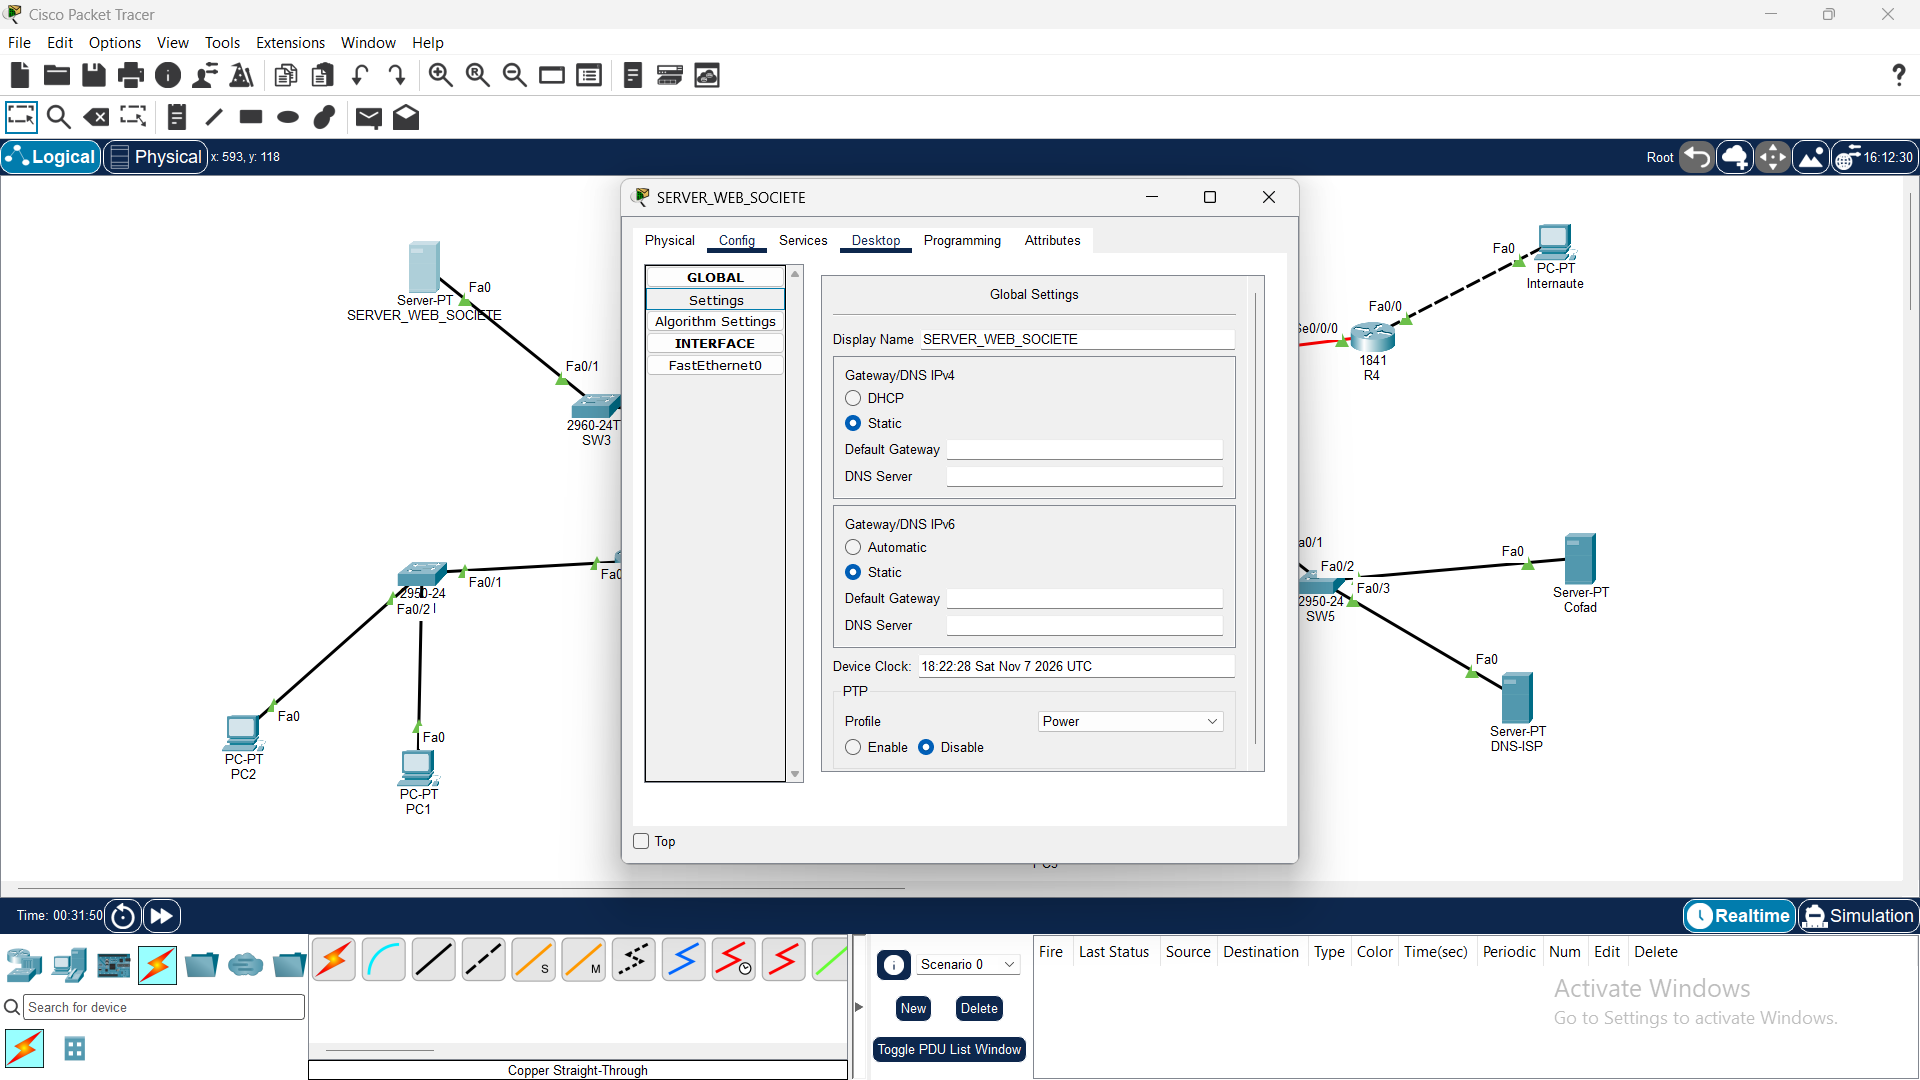 Cisco Packet Tracer
File Edit Options View Tools Extensions Window Help
Logical Physical x: 593, y: 118 Root 16:12:30
SERVER_WEB_SOCIETE
Physical Config Services Desktop Programming Attributes
GLOBAL
Settings
Algorithm Settings
INTERFACE
FastEthernet0
Global Settings
Display Name SERVER_WEB_SOCIETE
Gateway/DNS IPv4
DHCP
Static
Default Gateway
DNS Server
Gateway/DNS IPv6
Automatic
Static
Default Gateway
DNS Server
Device Clock: 18:22:28 Sat Nov 7 2026 UTC
PTP
Profile Power
Enable Disable
Top
Fa0
Server-PT
SERVER_WEB_SOCIETE
Fa0/1
2960-24T
SW3
Fa0/1
2950-24
Fa0/2
Fa0
PC-PT
PC2
Fa0
PC-PT
PC1
Fa0
PC-PT
Internaute
Fa0/0
Se0/0/0
1841
R4
a0/1
Fa0/2
Fa0/3
2950-24
SW5
Fa0
Server-PT
Cofad
Fa0
Server-PT
DNS-ISP
Time: 00:31:50 Realtime Simulation
Search for device
S M
Copper Straight-Through
Scenario 0
New Delete
Toggle PDU List Window
Fire Last Status Source Destination Type Color Time(sec) Periodic Num Edit Delete
Activate Windows
Go to Settings to activate Windows.